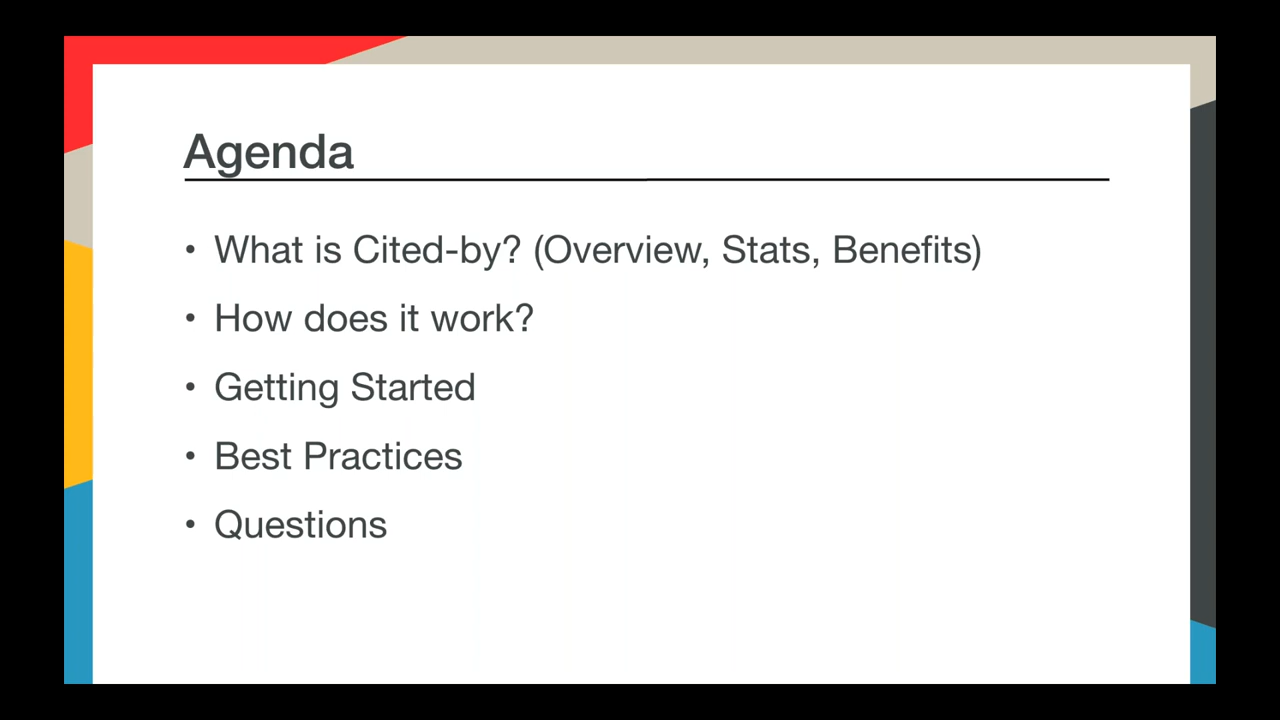 Agenda
• What is Cited-by? (Overview, Stats, Benefits)
• How does it work?
• Getting Started
• Best Practices
• Questions